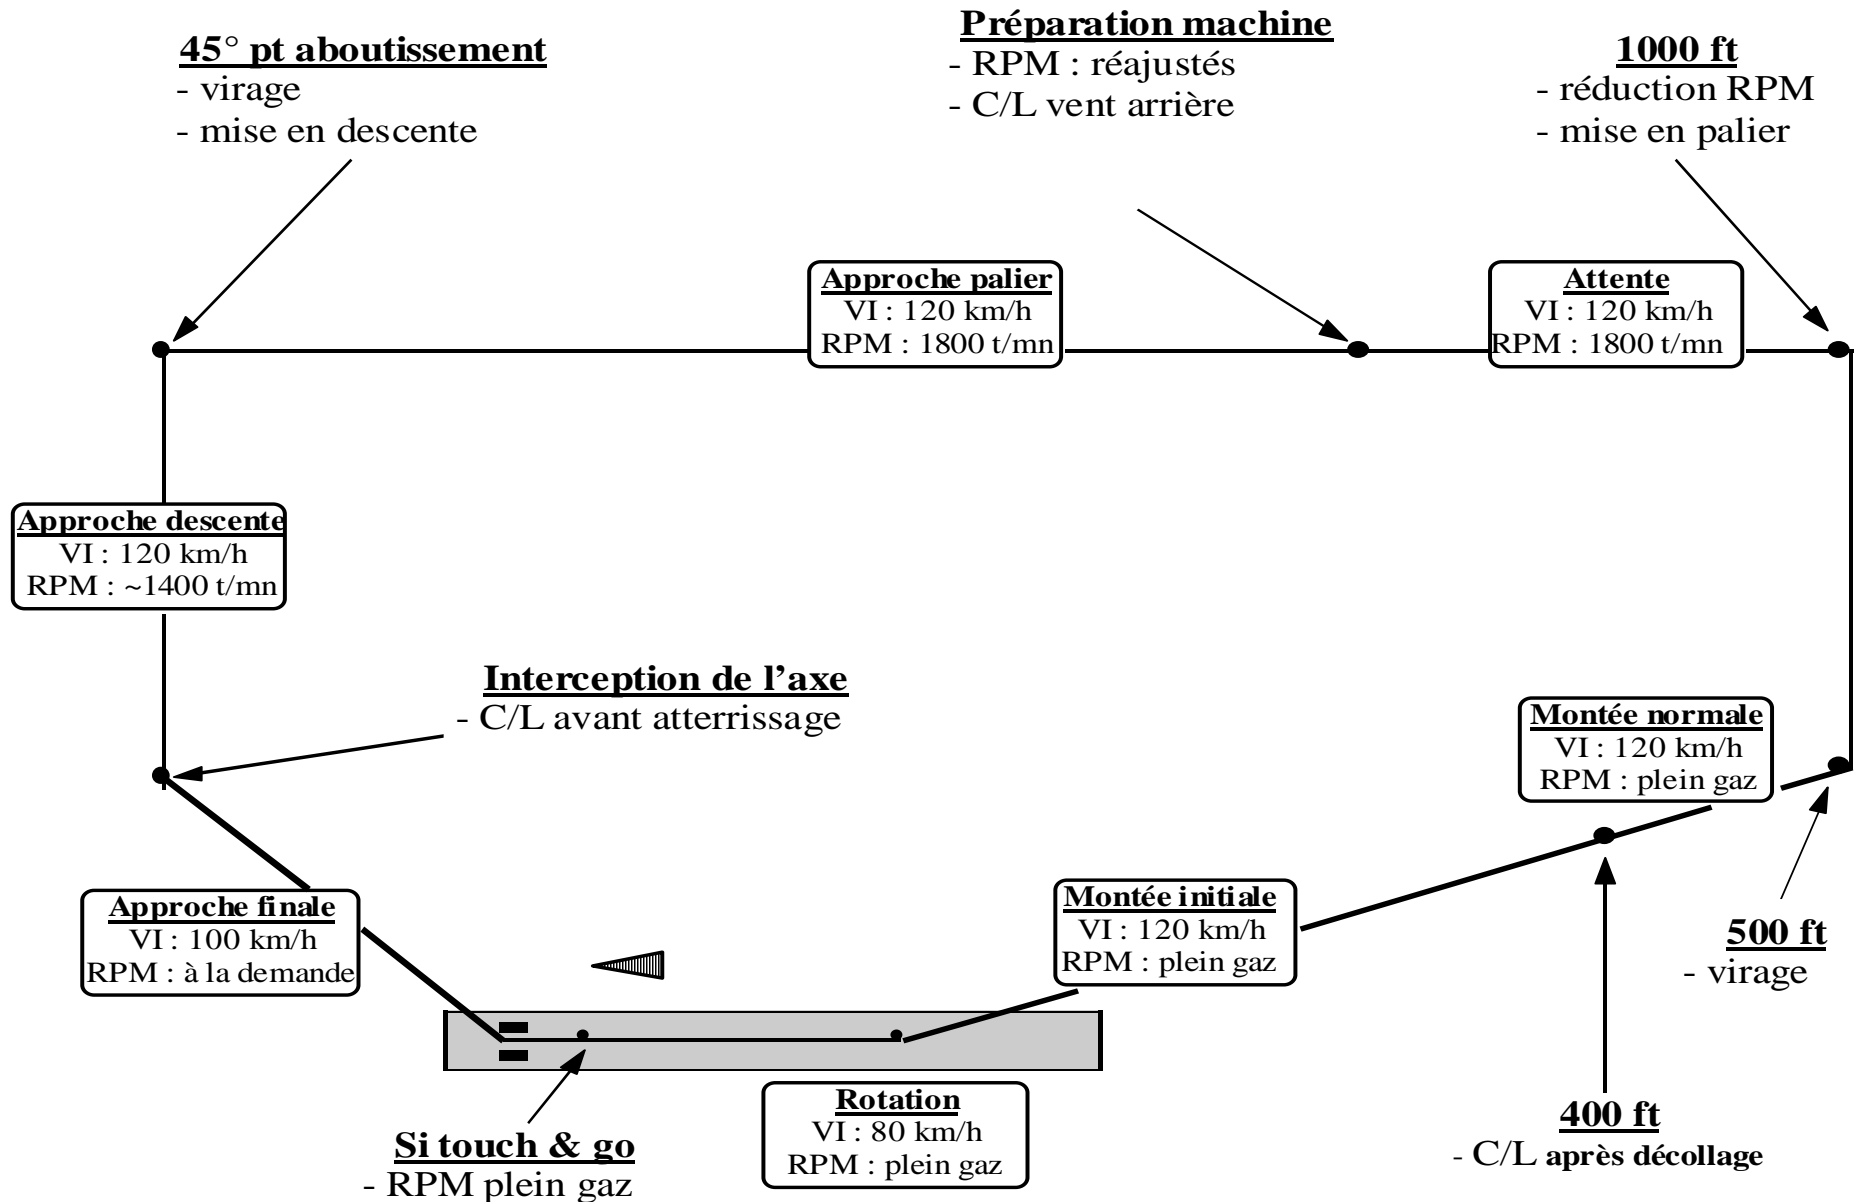 45° pt aboutissement
- virage
- mise en descente
Préparation machine
- RPM : réajustés
- C/L vent arrière
1000 ft
- réduction RPM
- mise en palier
Approche palier
VI : 120 km/h
RPM : 1800 t/mn
Attente
VI : 120 km/h
RPM : 1800 t/mn
Approche descente
VI : 120 km/h
RPM : ~1400 t/mn
Interception de l’axe
- C/L avant atterrissage
Montée normale
VI : 120 km/h
RPM : plein gaz
Approche finale
VI : 100 km/h
RPM : à la demande
Montée initiale
VI : 120 km/h
RPM : plein gaz
500 ft
- virage
Rotation
VI : 80 km/h
RPM : plein gaz
400 ft
- C/L après décollage
Si touch & go
- RPM plein gaz